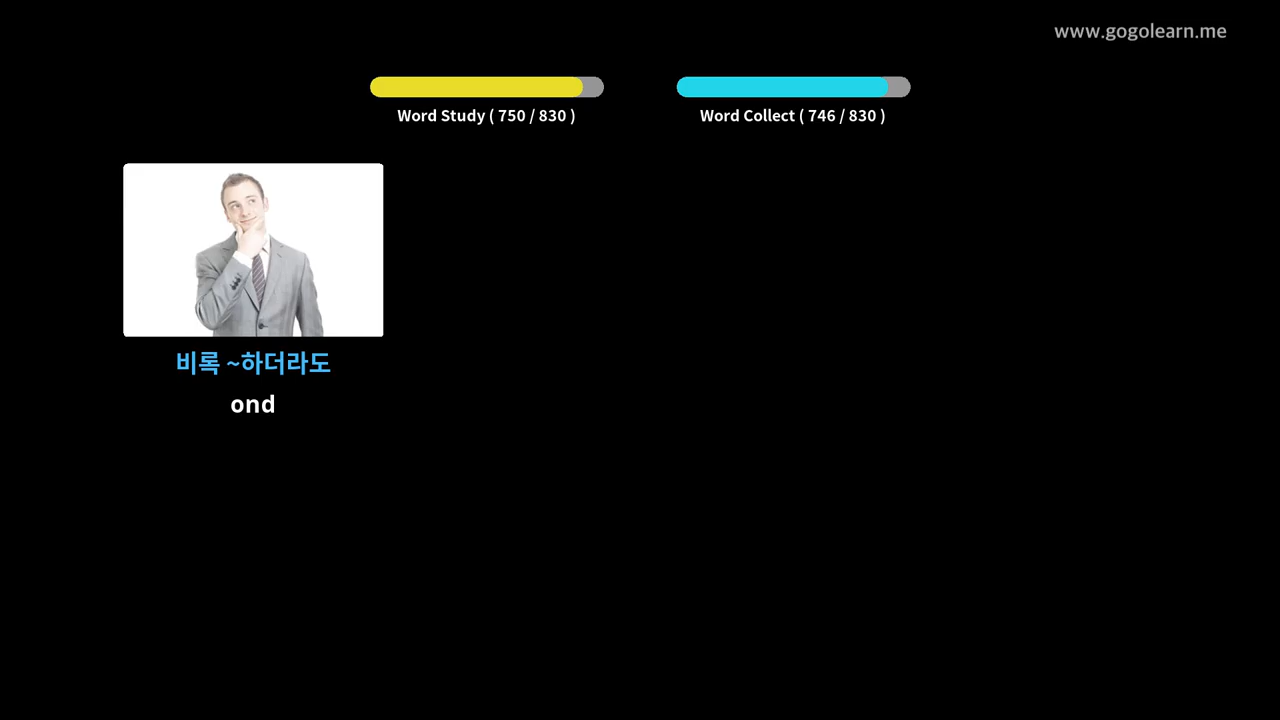 www.gogolearn.me
Word Study ( 750 / 830 )
Word Collect ( 746 / 830 )
비록 ~하더라도
ond